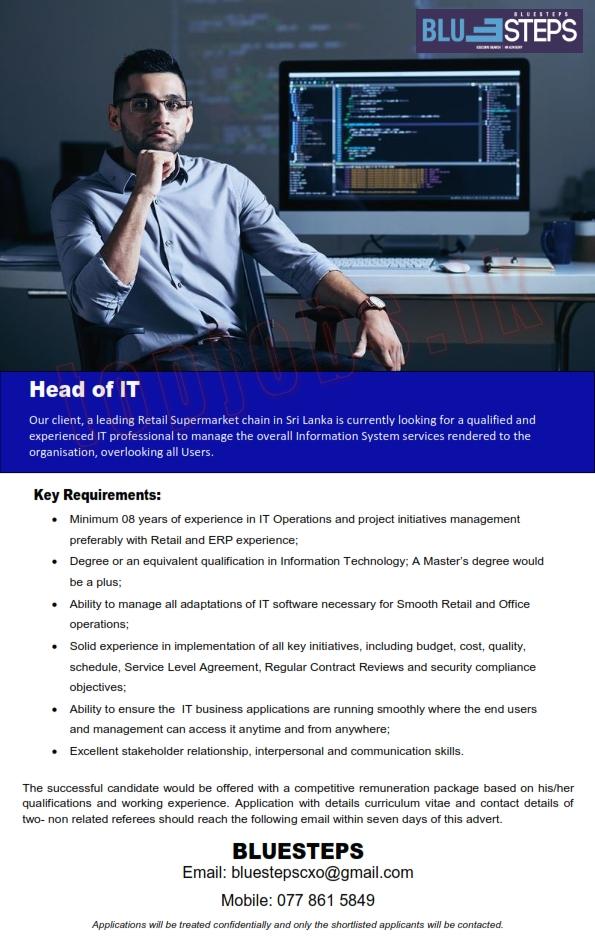 BLUESTEPS
BLUESTEPS
EXECUTIVE SEARCH | HR ADVISORY
TOPJOBS.LK
Head of IT
Our client, a leading Retail Supermarket chain in Sri Lanka is currently looking for a qualified and
experienced IT professional to manage the overall Information System services rendered to the
organisation, overlooking all Users.
Key Requirements:
• Minimum 08 years of experience in IT Operations and project initiatives management
preferably with Retail and ERP experience;
• Degree or an equivalent qualification in Information Technology; A Master's degree would
be a plus;
• Ability to manage all adaptations of IT software necessary for Smooth Retail and Office
operations;
• Solid experience in implementation of all key initiatives, including budget, cost, quality,
schedule, Service Level Agreement, Regular Contract Reviews and security compliance
objectives;
• Ability to ensure the  IT business applications are running smoothly where the end users
and management can access it anytime and from anywhere;
• Excellent stakeholder relationship, interpersonal and communication skills.
The successful candidate would be offered with a competitive remuneration package based on his/her
qualifications and working experience. Application with details curriculum vitae and contact details of
two- non related referees should reach the following email within seven days of this advert.
BLUESTEPS
Email: bluestepscxo@gmail.com
Mobile: 077 861 5849
Applications will be treated confidentially and only the shortlisted applicants will be contacted.